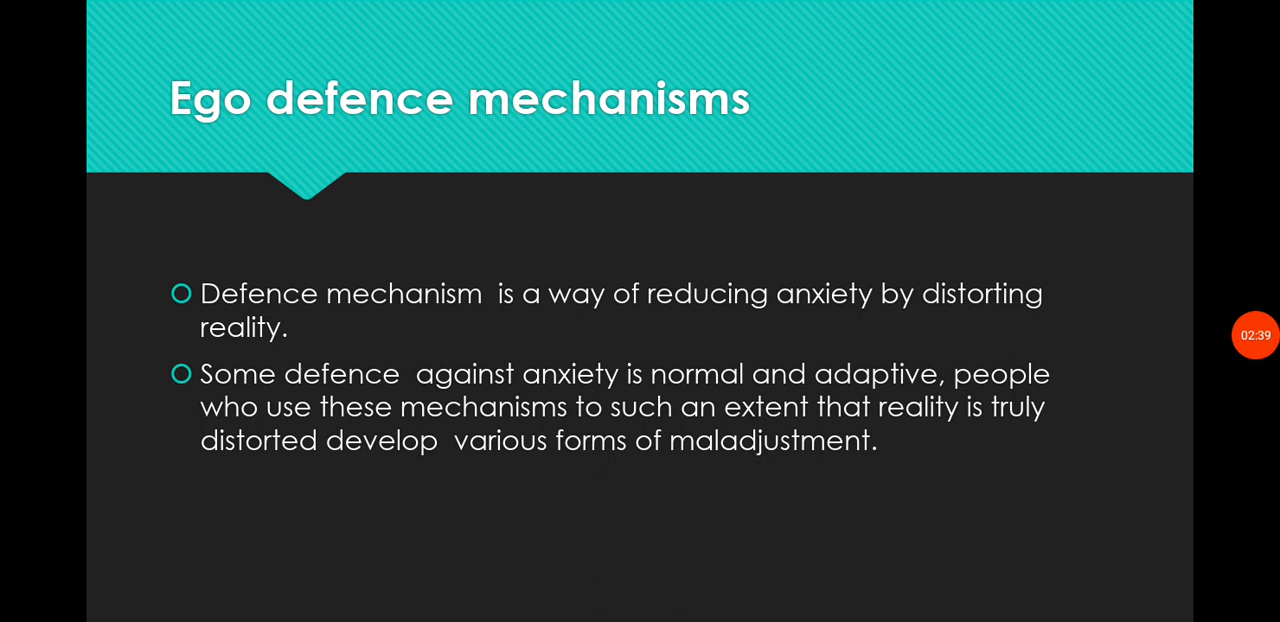 Ego defence mechanisms
Defence mechanism  is a way of reducing anxiety by distorting
reality.
Some defence  against anxiety is normal and adaptive, people
who use these mechanisms to such an extent that reality is truly
distorted develop  various forms of maladjustment.
02:39